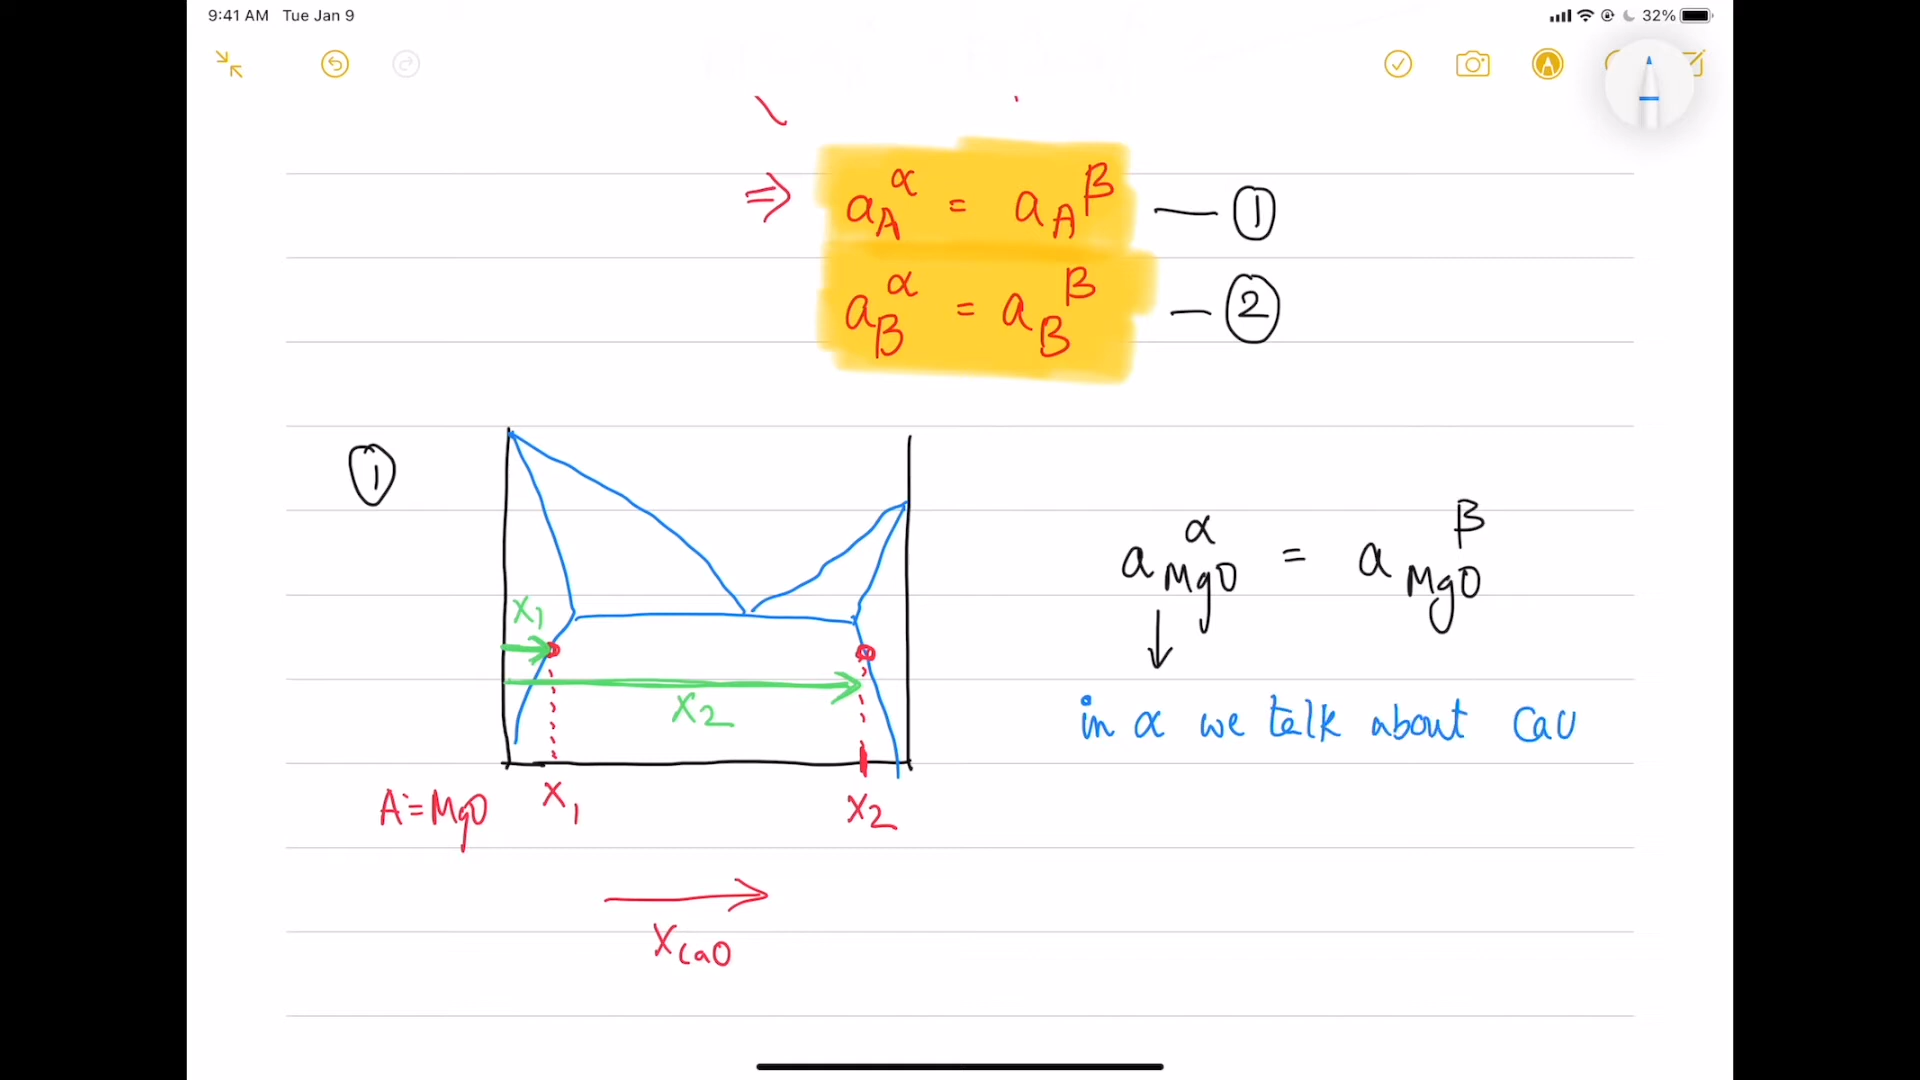 9:41 AM Tue Jan 9
32%
⇒ a_A^α = a_A^β — ①
a_B^α = a_B^β — ②
①
a_MgO^α = a_MgO^β
↓
x₁
in α we talk about CaO
x₂
A = MgO x₁ x₂
→
x_CaO